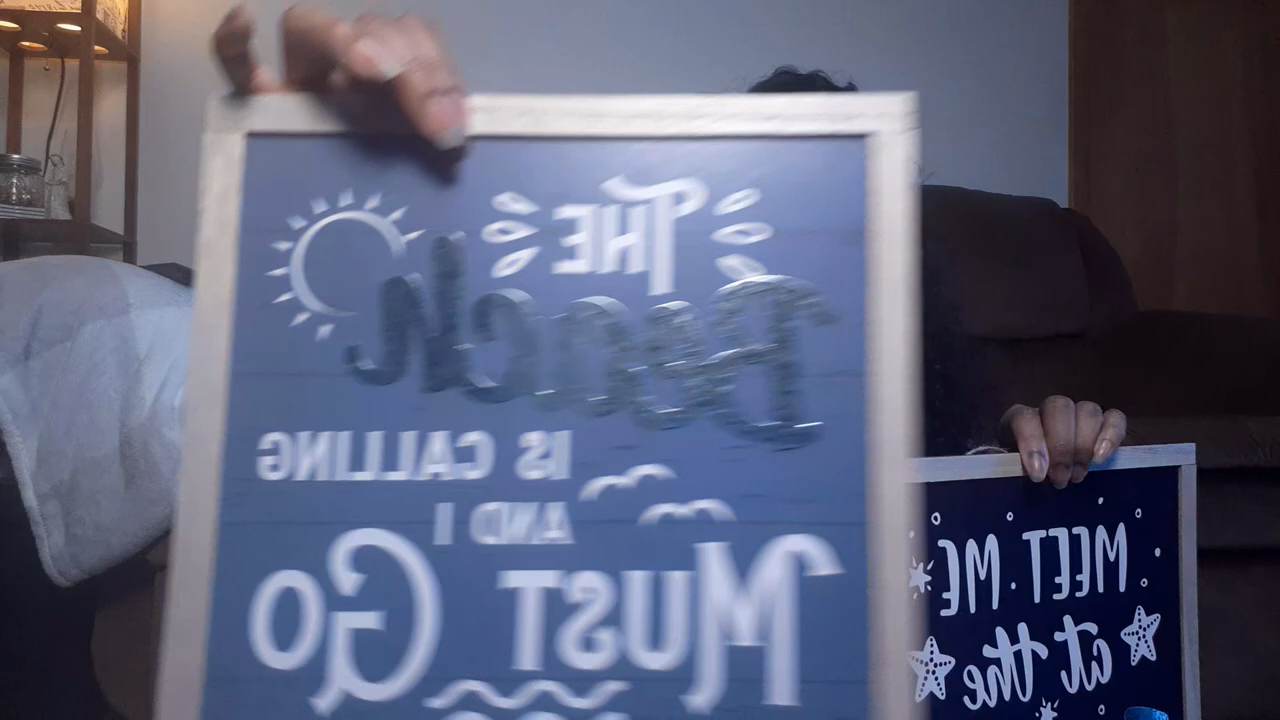 THE
Beach
IS CALLING
AND I
MUST GO
MEET ME
at the